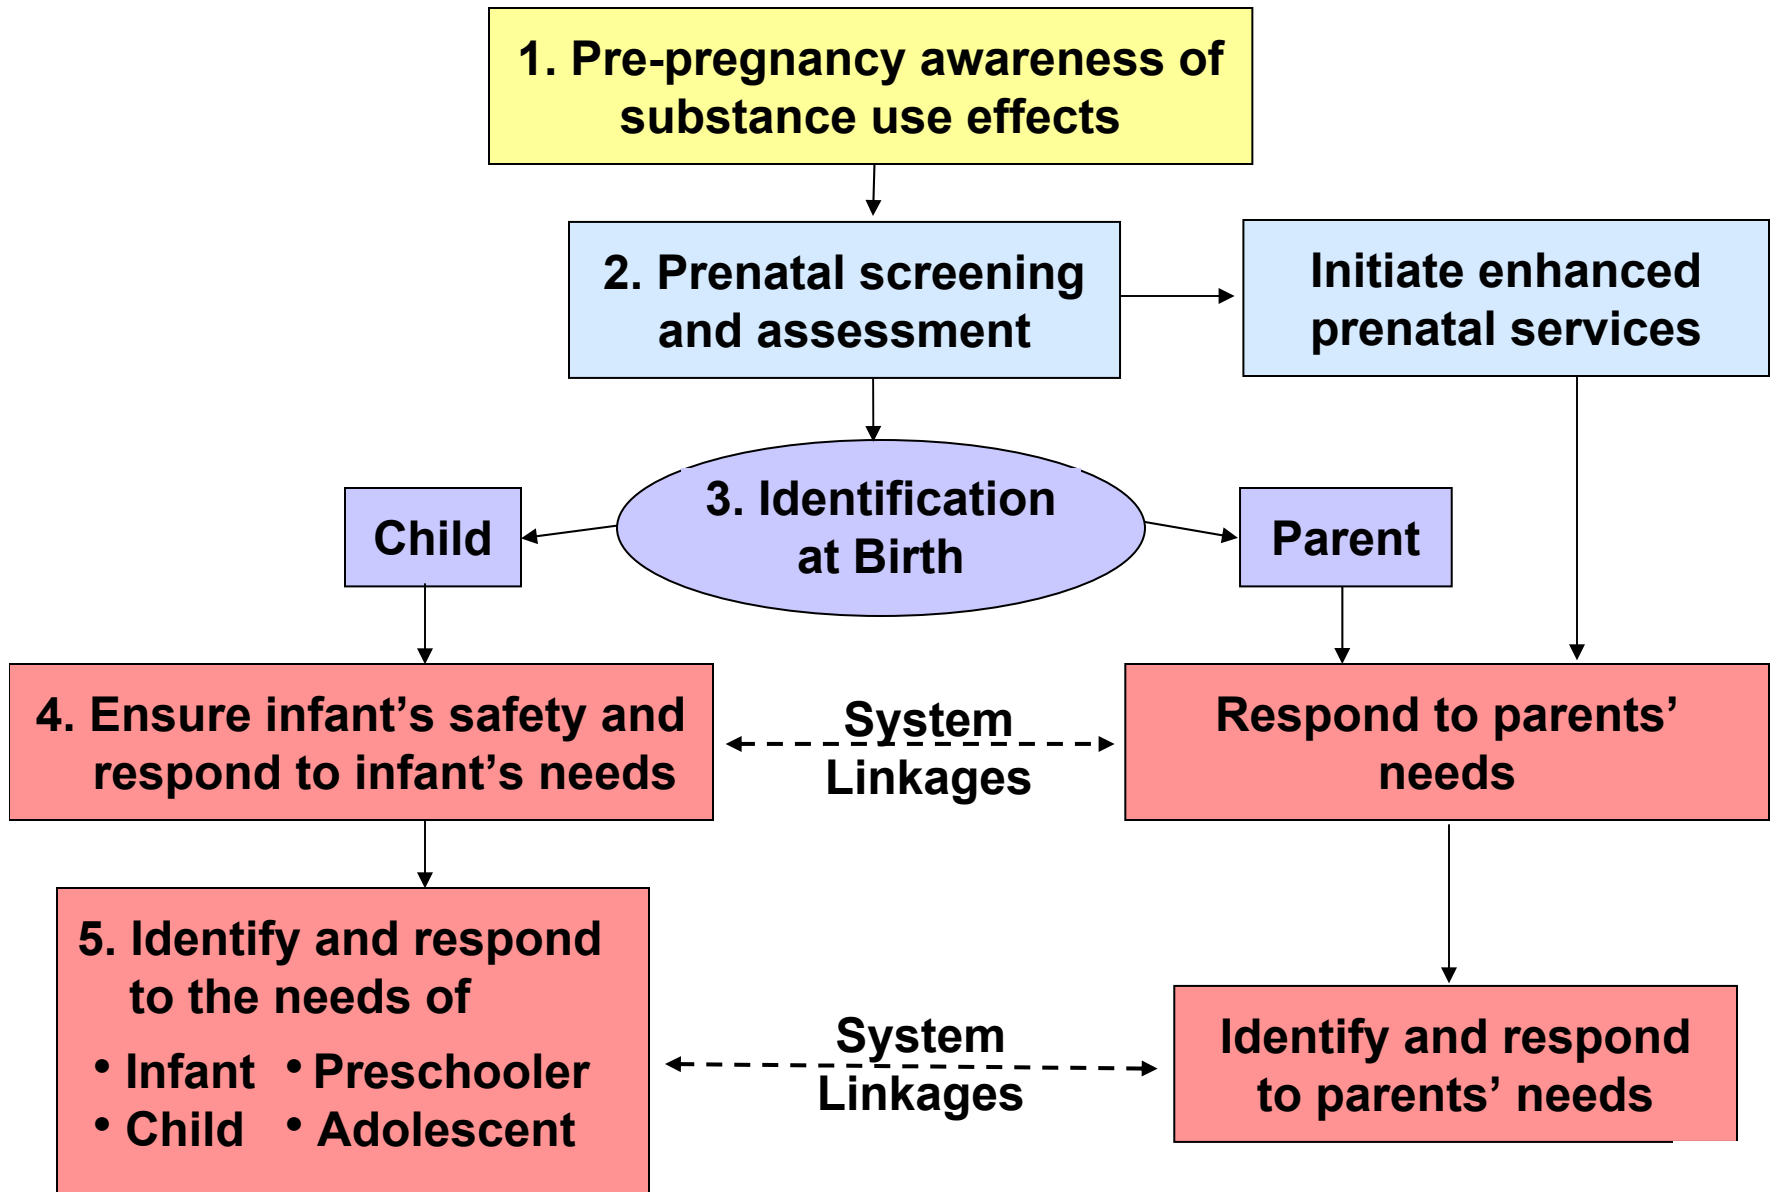 1. Pre-pregnancy awareness of
substance use effects
2. Prenatal screening
and assessment
Initiate enhanced
prenatal services
3. Identification
at Birth
Child
Parent
4. Ensure infant’s safety and
respond to infant’s needs
System
Linkages
Respond to parents’
needs
5. Identify and respond
to the needs of
• Infant • Preschooler
• Child • Adolescent
System
Linkages
Identify and respond
to parents’ needs